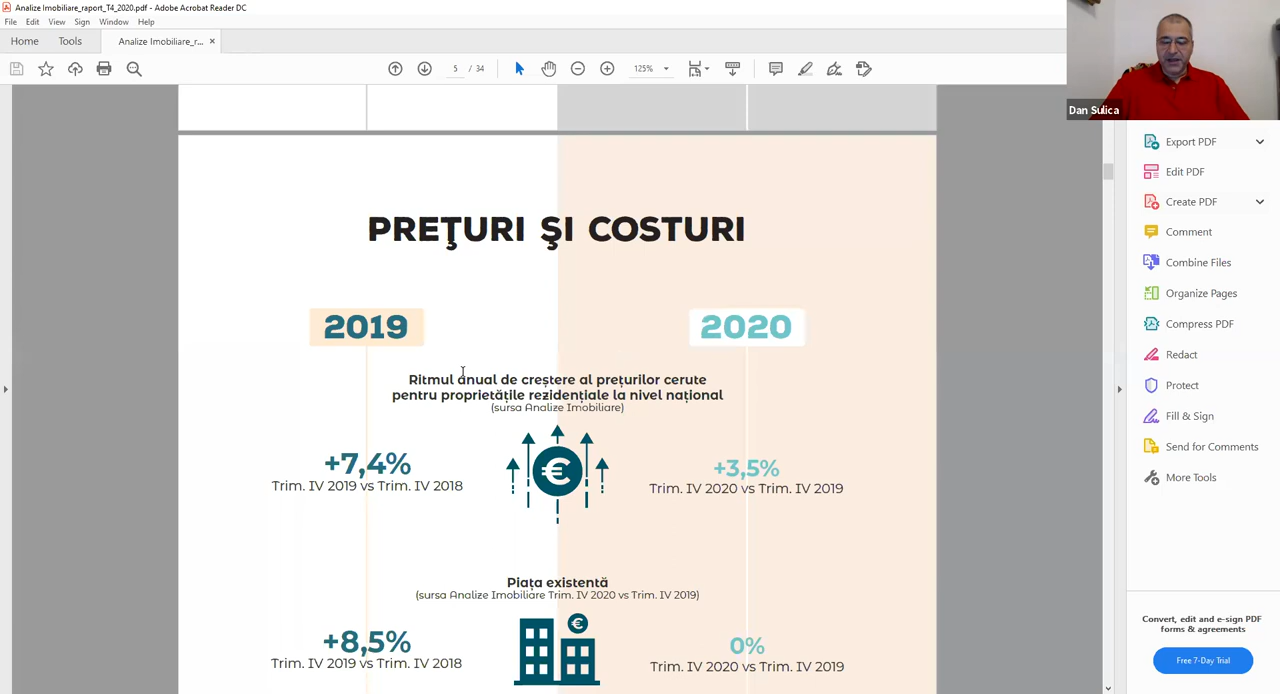 Analize Imobiliare_raport_T4_2020.pdf - Adobe Acrobat Reader DC
File Edit View Sign Window Help
Home Tools Analize Imobiliare_r... ×
5 / 34 125%
Dan Sulica
PREŢURI ŞI COSTURI
2019 2020
Ritmul anual de creștere al prețurilor cerute
pentru proprietățile rezidențiale la nivel național
(sursa Analize Imobiliare)
+7,4% € +3,5%
Trim. IV 2019 vs Trim. IV 2018 Trim. IV 2020 vs Trim. IV 2019
Piața existentă
(sursa Analize Imobiliare Trim. IV 2020 vs Trim. IV 2019)
€
+8,5% 0%
Trim. IV 2019 vs Trim. IV 2018 Trim. IV 2020 vs Trim. IV 2019
Export PDF
Edit PDF
Create PDF
Comment
Combine Files
Organize Pages
Compress PDF
Redact
Protect
Fill & Sign
Send for Comments
More Tools
Convert, edit and e-sign PDF
forms & agreements
Free 7-Day Trial